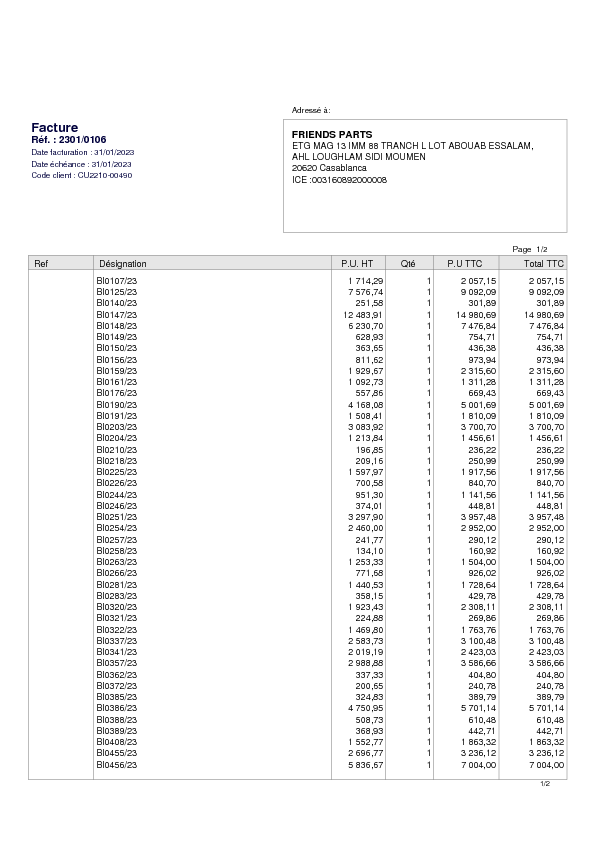 Adressé à:
Facture
Réf. : 2301/0106
Date facturation : 31/01/2023
Date échéance : 31/01/2023
Code client : CU2210-00490
FRIENDS PARTS
ETG MAG 13 IMM 88 TRANCH L LOT ABOUAB ESSALAM,
AHL LOUGHLAM SIDI MOUMEN
20620 Casablanca
ICE :003160892000008
Page 1/2
Ref Désignation P.U. HT Qté P.U TTC Total TTC
Bl0107/23 1 714,29 1 2 057,15 2 057,15
Bl0125/23 7 576,74 1 9 092,09 9 092,09
Bl0140/23 251,58 1 301,89 301,89
Bl0147/23 12 483,91 1 14 980,69 14 980,69
Bl0148/23 6 230,70 1 7 476,84 7 476,84
Bl0149/23 628,93 1 754,71 754,71
Bl0150/23 363,65 1 436,38 436,38
Bl0156/23 811,62 1 973,94 973,94
Bl0159/23 1 929,67 1 2 315,60 2 315,60
Bl0161/23 1 092,73 1 1 311,28 1 311,28
Bl0176/23 557,86 1 669,43 669,43
Bl0190/23 4 168,08 1 5 001,69 5 001,69
Bl0191/23 1 508,41 1 1 810,09 1 810,09
Bl0203/23 3 083,92 1 3 700,70 3 700,70
Bl0204/23 1 213,84 1 1 456,61 1 456,61
Bl0210/23 196,85 1 236,22 236,22
Bl0218/23 209,16 1 250,99 250,99
Bl0225/23 1 597,97 1 1 917,56 1 917,56
Bl0226/23 700,58 1 840,70 840,70
Bl0244/23 951,30 1 1 141,56 1 141,56
Bl0246/23 374,01 1 448,81 448,81
Bl0251/23 3 297,90 1 3 957,48 3 957,48
Bl0254/23 2 460,00 1 2 952,00 2 952,00
Bl0257/23 241,77 1 290,12 290,12
Bl0258/23 134,10 1 160,92 160,92
Bl0263/23 1 253,33 1 1 504,00 1 504,00
Bl0266/23 771,68 1 926,02 926,02
Bl0281/23 1 440,53 1 1 728,64 1 728,64
Bl0283/23 358,15 1 429,78 429,78
Bl0320/23 1 923,43 1 2 308,11 2 308,11
Bl0321/23 224,88 1 269,86 269,86
Bl0322/23 1 469,80 1 1 763,76 1 763,76
Bl0337/23 2 583,73 1 3 100,48 3 100,48
Bl0341/23 2 019,19 1 2 423,03 2 423,03
Bl0357/23 2 988,88 1 3 586,66 3 586,66
Bl0362/23 337,33 1 404,80 404,80
Bl0372/23 200,65 1 240,78 240,78
Bl0385/23 324,83 1 389,79 389,79
Bl0386/23 4 750,95 1 5 701,14 5 701,14
Bl0388/23 508,73 1 610,48 610,48
Bl0389/23 368,93 1 442,71 442,71
Bl0408/23 1 552,77 1 1 863,32 1 863,32
Bl0455/23 2 696,77 1 3 236,12 3 236,12
Bl0456/23 5 836,67 1 7 004,00 7 004,00
1/2